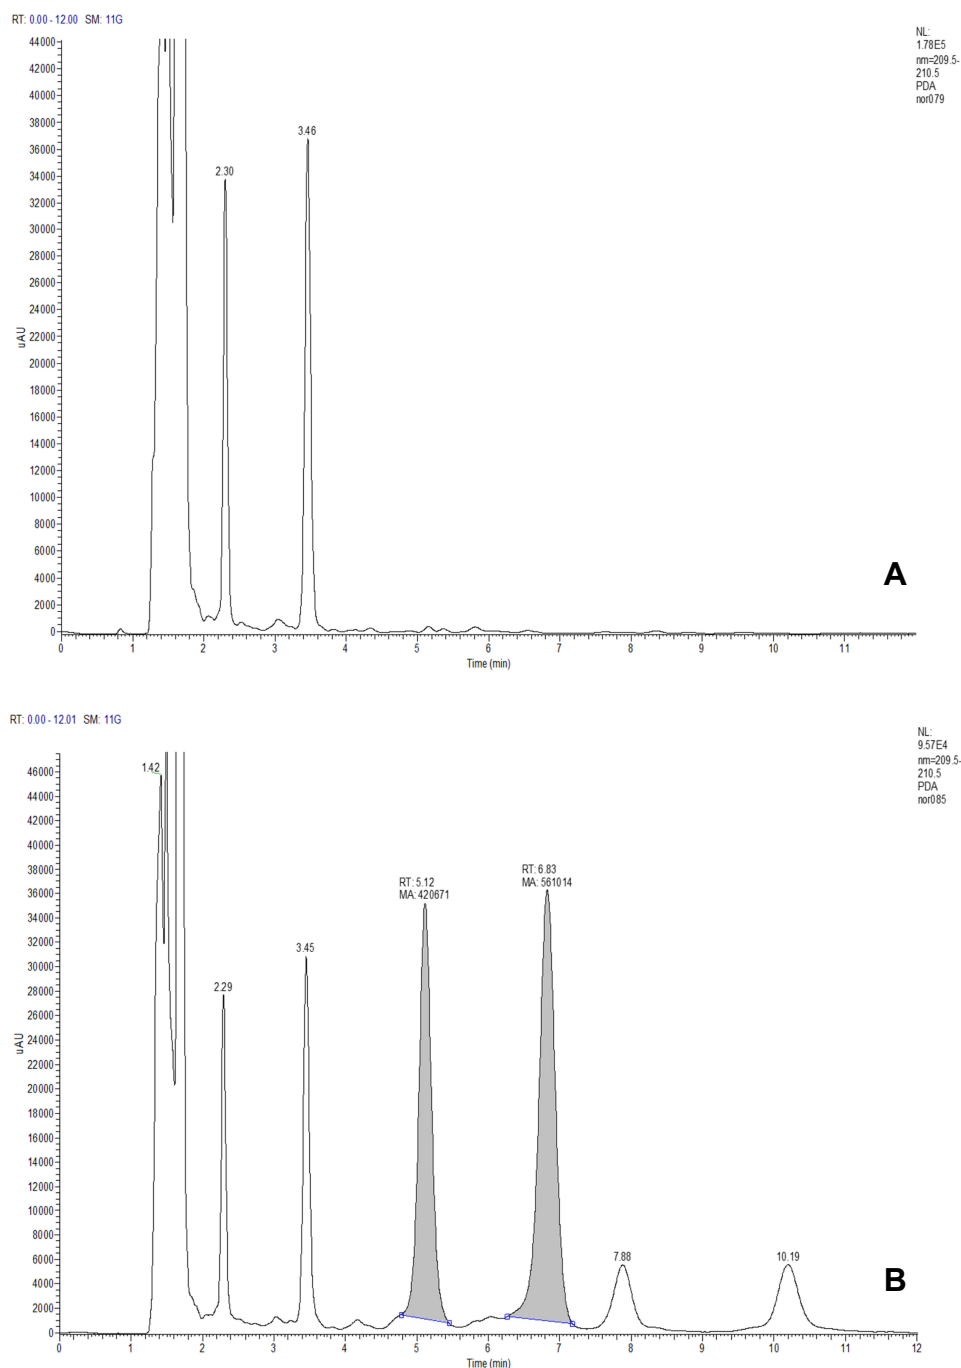 RT: 0.00 - 12.00 SM: 11G
NL:
1.78E5
nm=209.5-
210.5
PDA
nor079
44000
42000
40000
38000
36000
34000
32000
30000
28000
26000
24000
22000
20000
18000
16000
14000
12000
10000
8000
6000
4000
2000
0
uAU
2.30
3.46
A
0 1 2 3 4 5 6 7 8 9 10 11
Time (min)
RT: 0.00 - 12.01 SM: 11G
NL:
9.57E4
nm=209.5-
210.5
PDA
nor085
46000
44000
42000
40000
38000
36000
34000
32000
30000
28000
26000
24000
22000
20000
18000
16000
14000
12000
10000
8000
6000
4000
2000
0
uAU
1.42
2.29
3.45
RT: 5.12
MA: 420671
RT: 6.83
MA: 561014
7.88
10.19
B
0 1 2 3 4 5 6 7 8 9 10 11 12
Time (min)